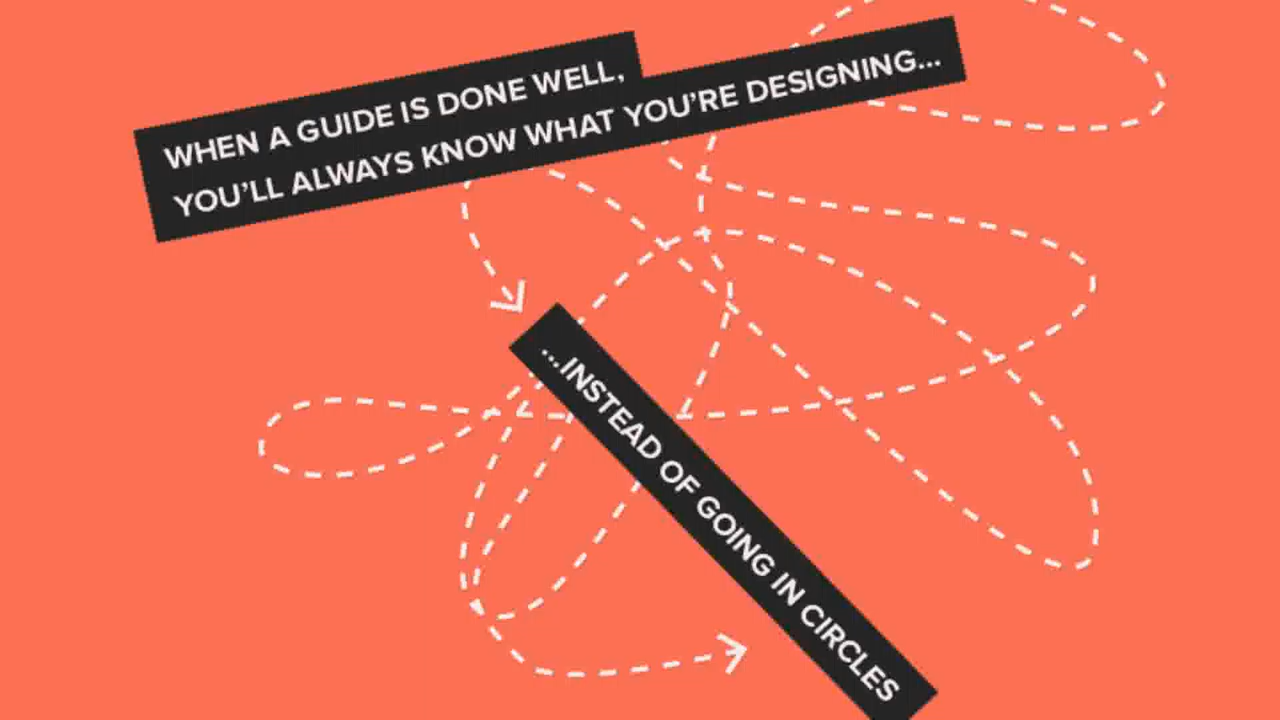 WHEN A GUIDE IS DONE WELL,
YOU’LL ALWAYS KNOW WHAT YOU’RE DESIGNING...
...INSTEAD OF GOING IN CIRCLES